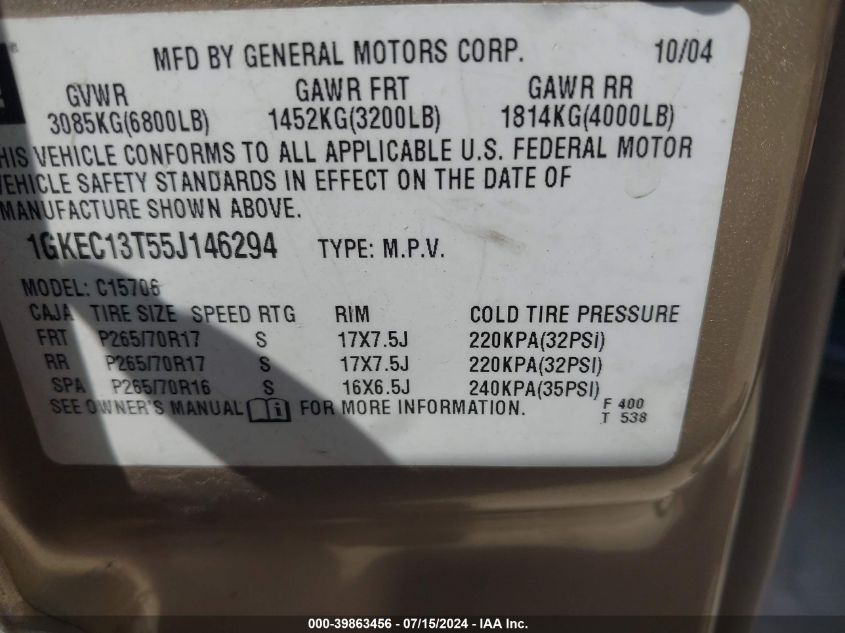 MFD BY GENERAL MOTORS CORP. 10/04
GVWR GAWR FRT GAWR RR
3085KG(6800LB) 1452KG(3200LB) 1814KG(4000LB)
HIS VEHICLE CONFORMS TO ALL APPLICABLE U.S. FEDERAL MOTOR
VEHICLE SAFETY STANDARDS IN EFFECT ON THE DATE OF
MANUFACTURE SHOWN ABOVE.
1GKEC13T55J146294 TYPE: M.P.V.
MODEL: C15706
CAJA TIRE SIZE SPEED RTG RIM COLD TIRE PRESSURE
FRT P265/70R17 S 17X7.5J 220KPA(32PSI)
RR P265/70R17 S 17X7.5J 220KPA(32PSI)
SPA P265/70R16 S 16X6.5J 240KPA(35PSI)
SEE OWNER'S MANUAL i FOR MORE INFORMATION. F 400
T 538
000-39863456 - 07/15/2024 - IAA Inc.